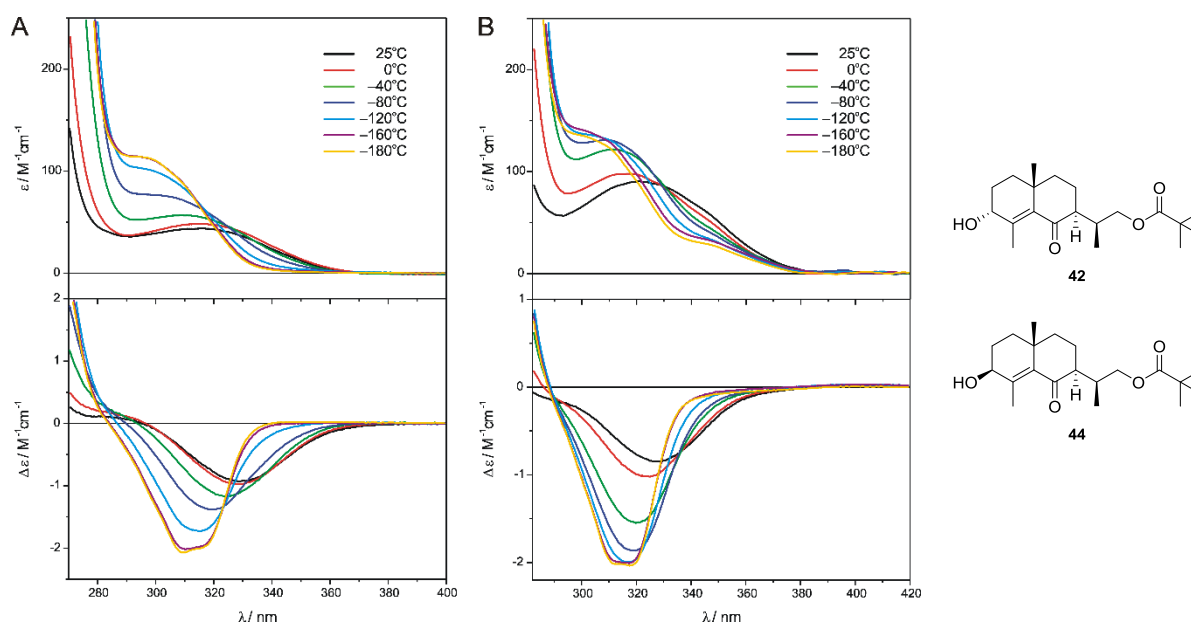 A
25°C
0°C
–40°C
–80°C
–120°C
–160°C
–180°C
ε / M⁻¹cm⁻¹
200
100
0
2
1
0
-1
-2
Δε / M⁻¹cm⁻¹
280 300 320 340 360 380 400
λ/ nm
B
25°C
0°C
–40°C
–80°C
–120°C
–160°C
–180°C
ε / M⁻¹cm⁻¹
200
100
0
1
0
-1
-2
Δε / M⁻¹cm⁻¹
300 320 340 360 380 400 420
λ/ nm
HO
O
H
O
O
42
HO
O
H
O
O
44